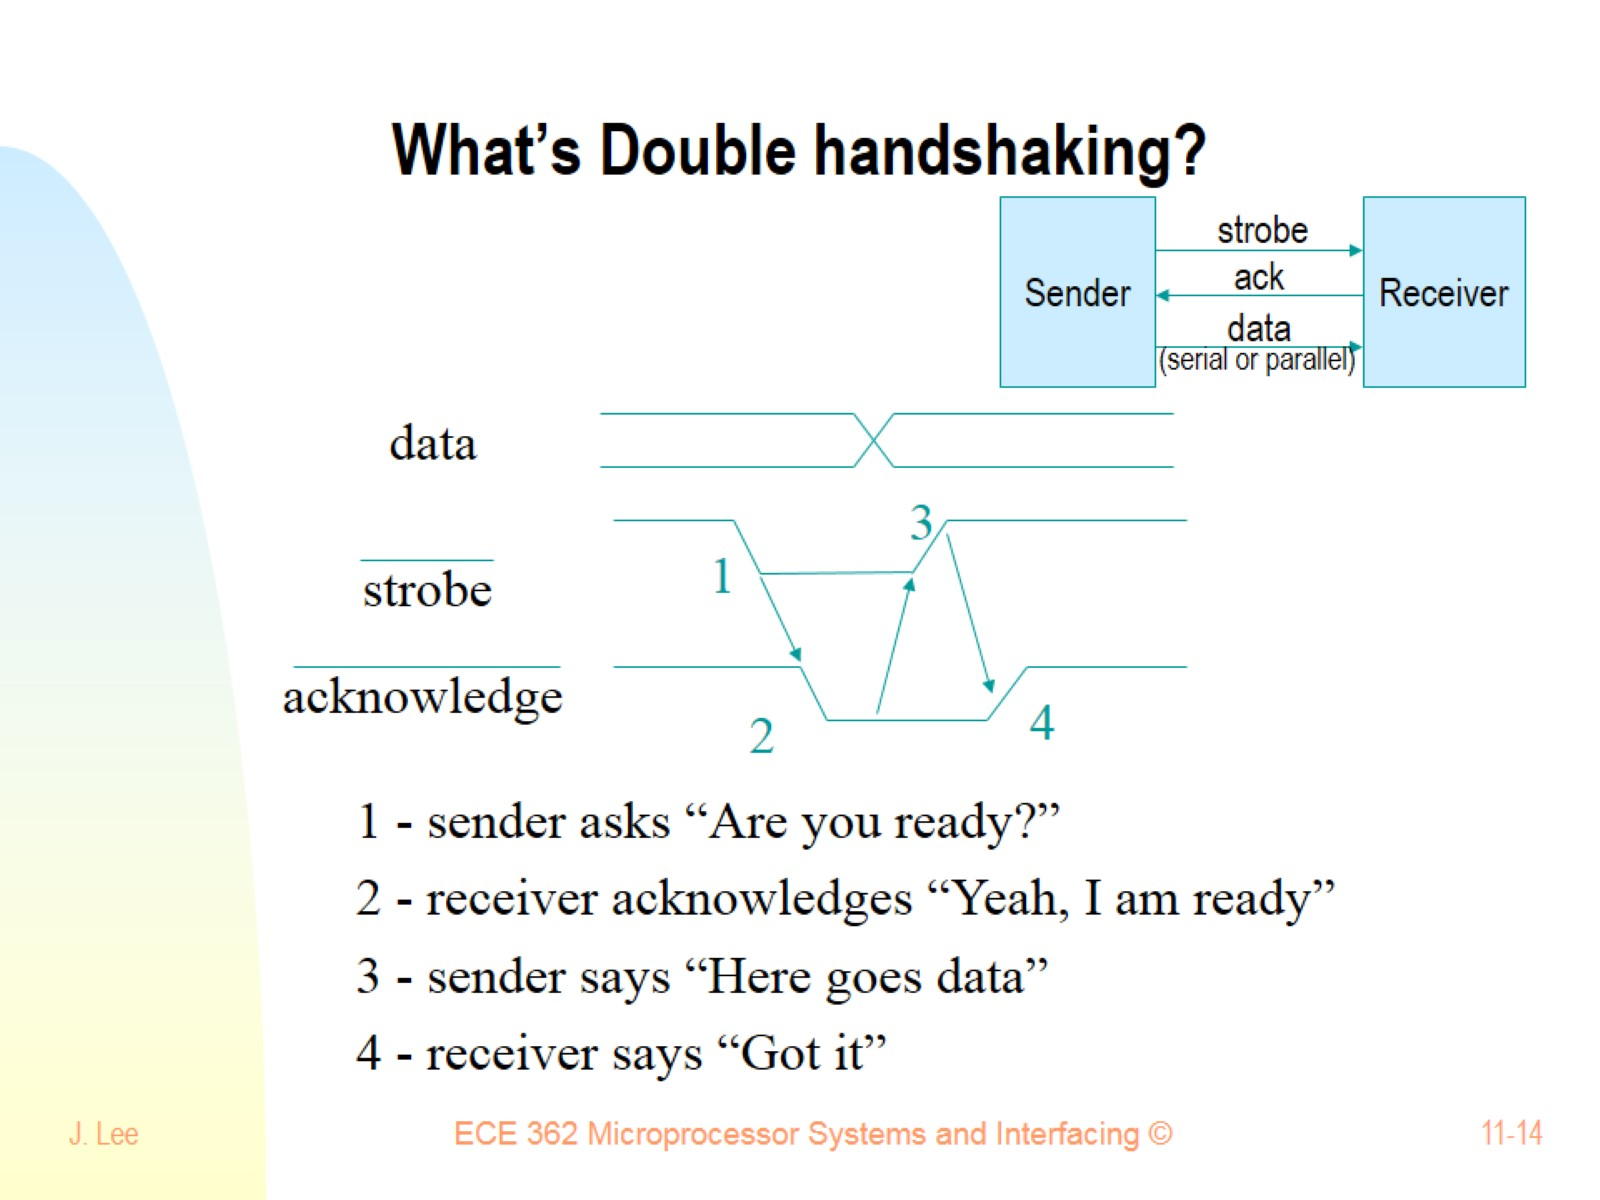 What's Double handshaking?
strobe
ack
Sender
Receiver
data
(serial or parallel)
data
3
1
strobe
acknowledge
2
4
1 - sender asks “Are you ready?”
2 - receiver acknowledges “Yeah, I am ready”
3 - sender says “Here goes data”
4 - receiver says “Got it”
J. Lee
ECE 362 Microprocessor Systems and Interfacing ©
11-14